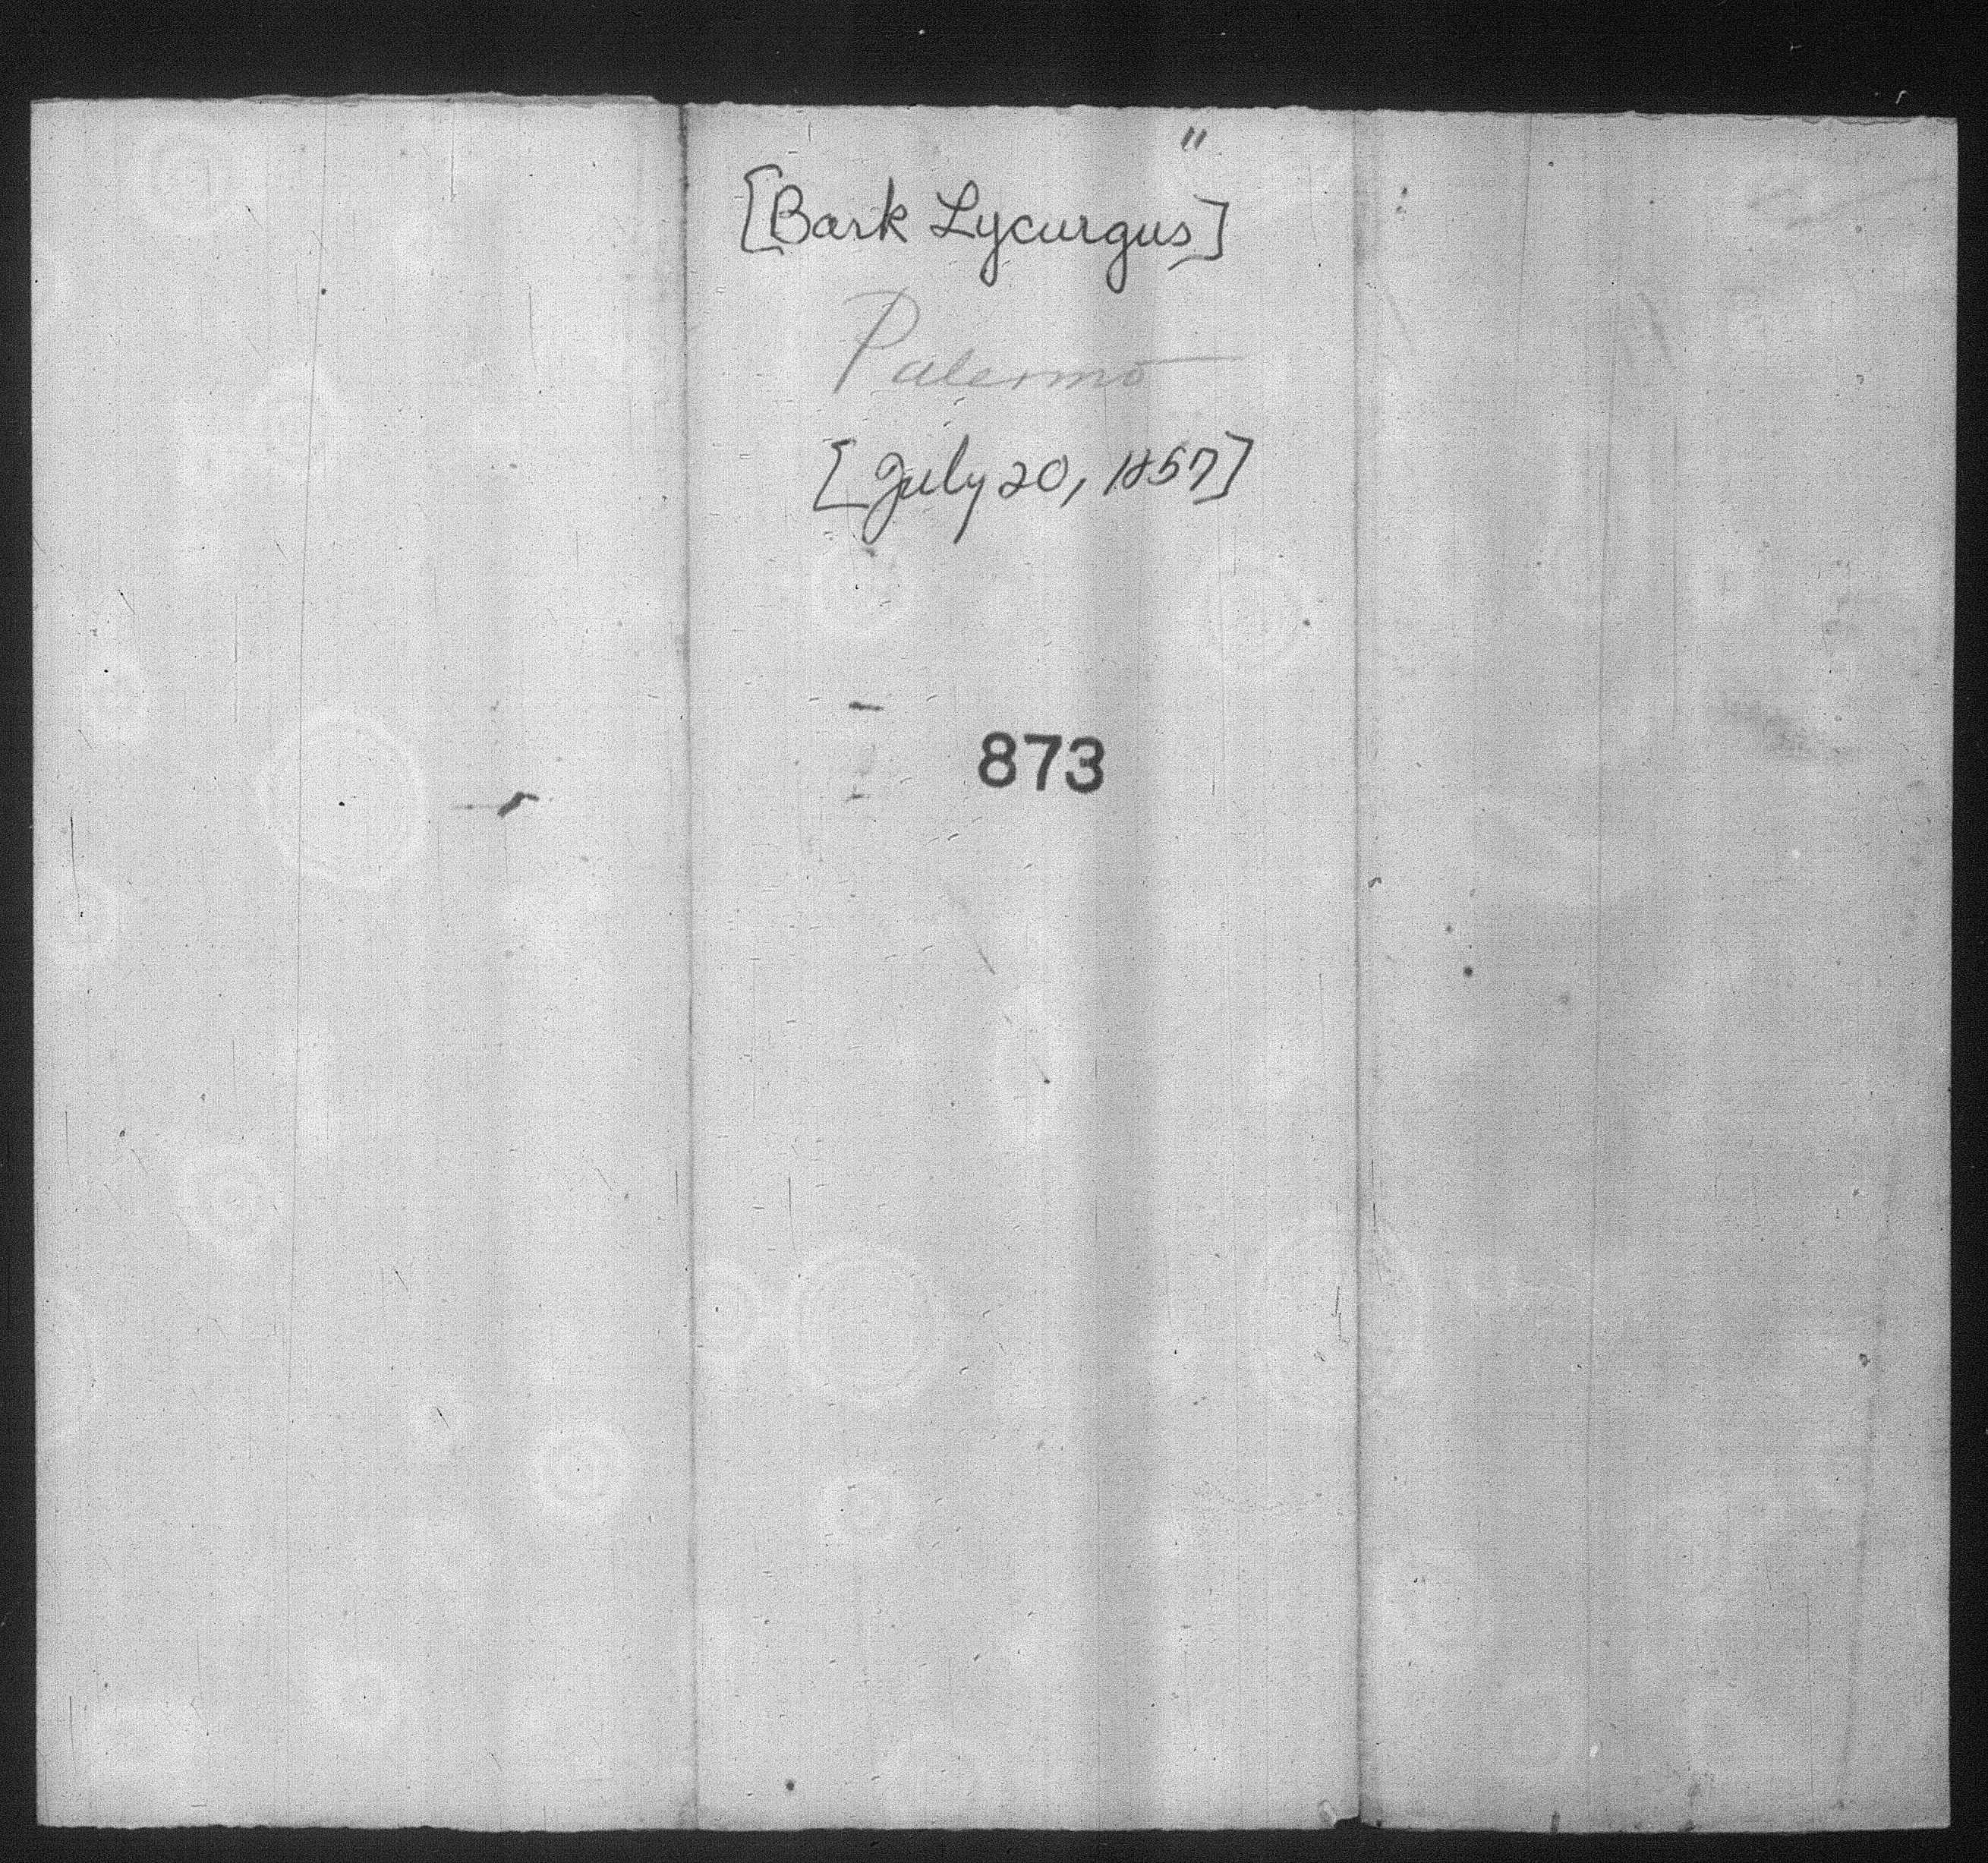 "
[Bark Lycurgus]
Palermo
[July 20, 1857]
873